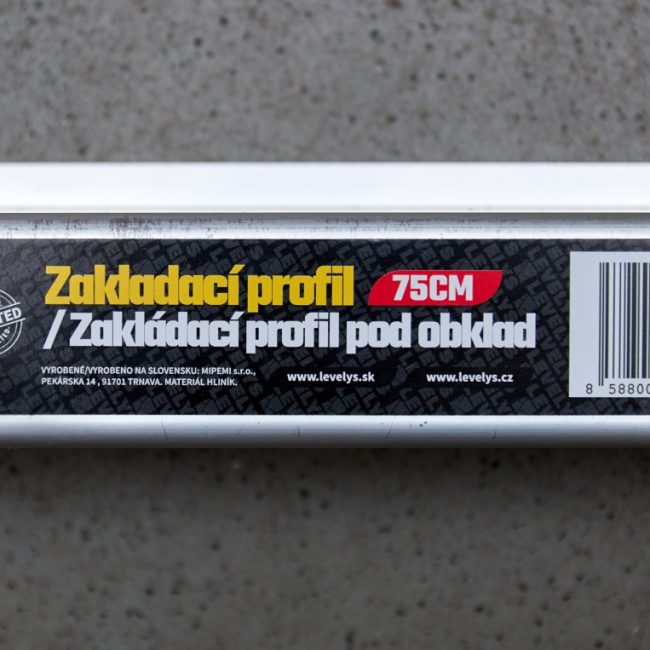 Zakladací profil 75CM
/ Zakládací profil pod obklad
VYROBENÉ/VYROBENO NA SLOVENSKU: MIPEMI s.r.o.,
PEKÁRSKA 14 , 91701 TRNAVA. MATERIÁL HLINÍK.
www.levelys.sk www.levelys.cz
8 58800